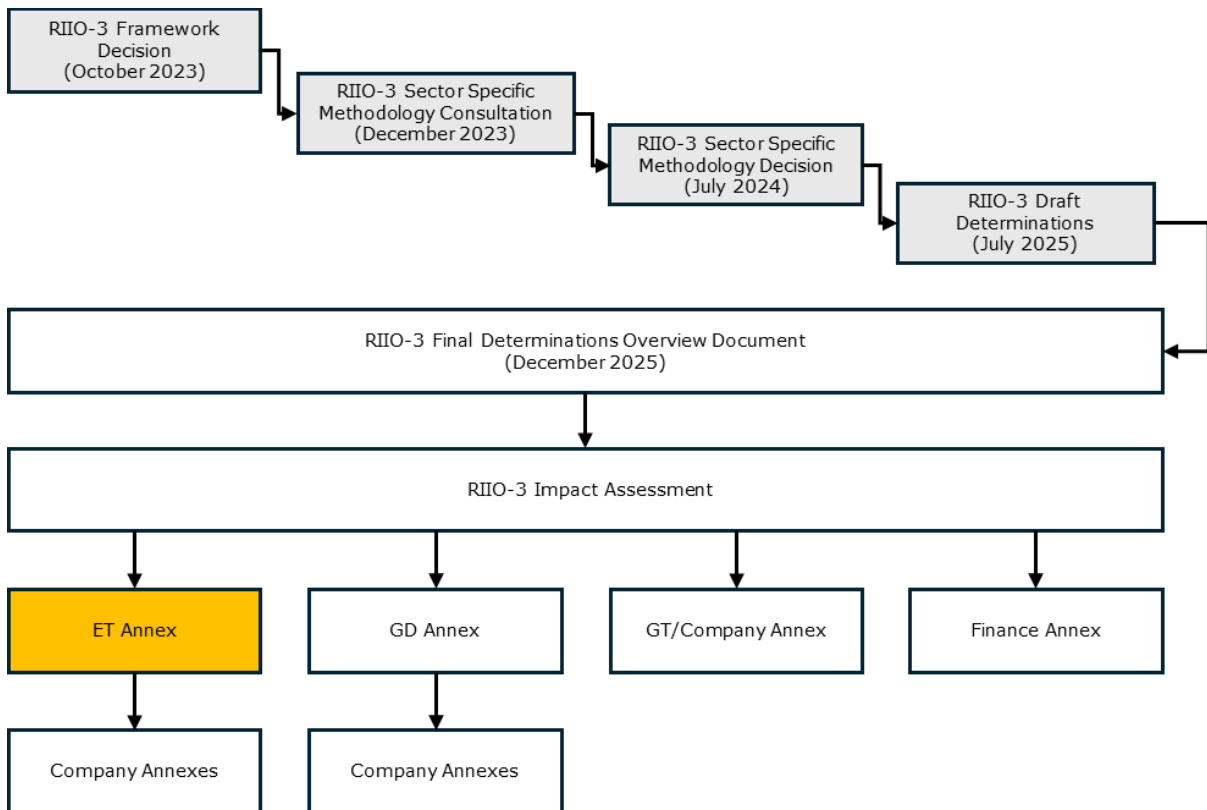 RIIO-3 Framework
Decision
(October 2023)
RIIO-3 Sector Specific
Methodology Consultation
(December 2023)
RIIO-3 Sector Specific
Methodology Decision
(July 2024)
RIIO-3 Draft
Determinations
(July 2025)
RIIO-3 Final Determinations Overview Document
(December 2025)
RIIO-3 Impact Assessment
ET Annex
GD Annex
GT/Company Annex
Finance Annex
Company Annexes
Company Annexes